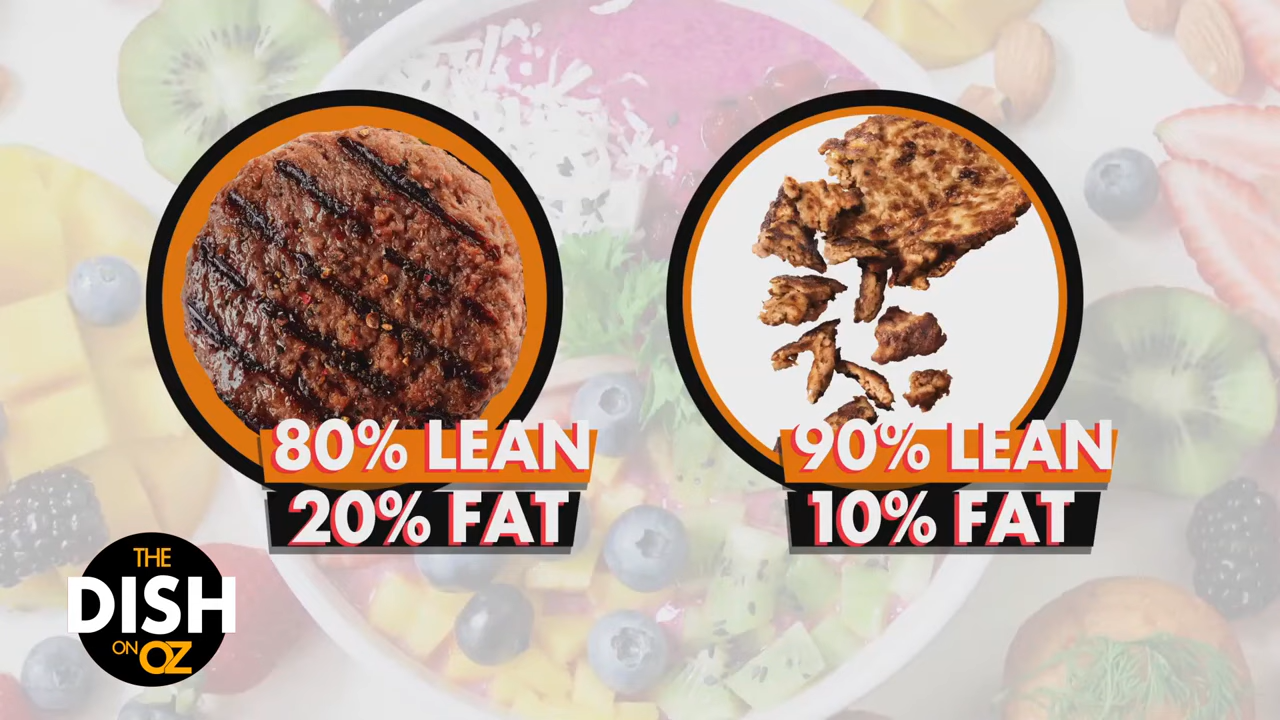 80% LEAN
20% FAT
90% LEAN
10% FAT
THE
DISH
ON OZ